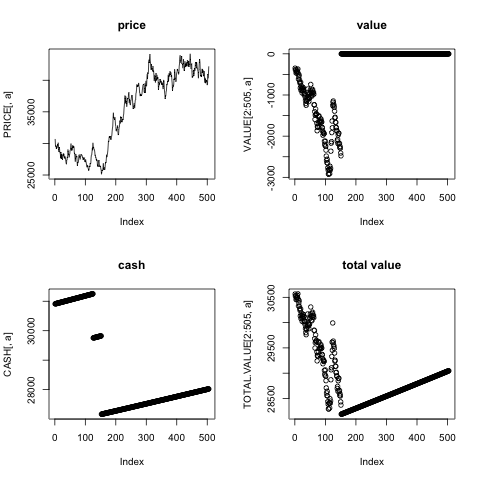 price
PRICE[, a]
35000
25000
0 100 200 300 400 500
Index
value
VALUE[2:505, a]
0
-1000
-2000
-3000
0 100 200 300 400 500
Index
cash
CASH[, a]
30000
28000
0 100 200 300 400 500
Index
total value
TOTAL.VALUE[2:505, a]
30500
29500
28500
0 100 200 300 400 500
Index